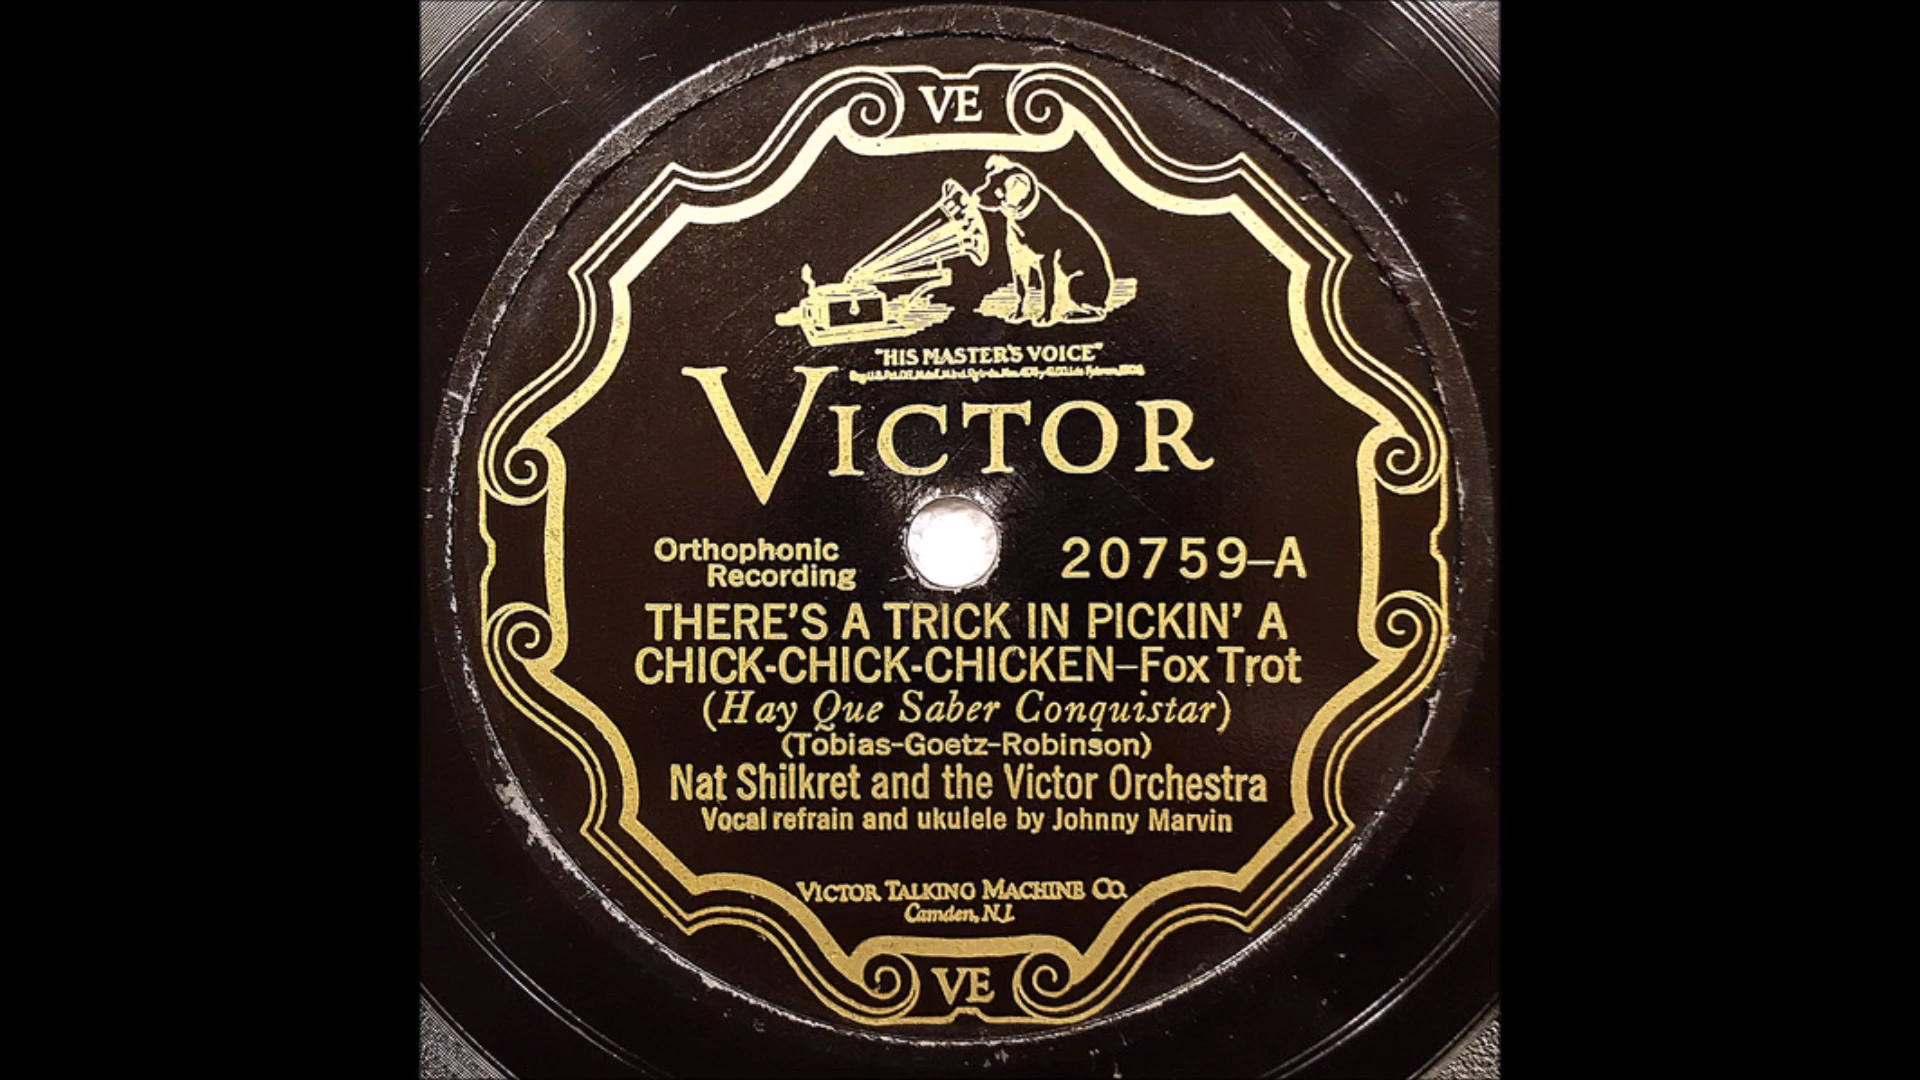 VE
"HIS MASTER'S VOICE"
VICTOR
Orthophonic
Recording
20759-A
THERE'S A TRICK IN PICKIN' A
CHICK-CHICK-CHICKEN-Fox Trot
(Hay Que Saber Conquistar)
(Tobias-Goetz-Robinson)
Nat Shilkret and the Victor Orchestra
Vocal refrain and ukulele by Johnny Marvin
VICTOR TALKING MACHINE CO.
Camden, N.J.
VE